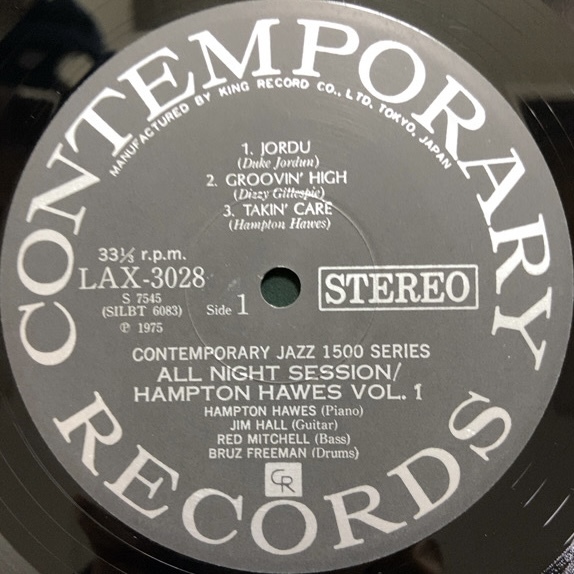 CONTEMPORARY RECORDS
MANUFACTURED BY KING RECORD CO., LTD. TOKYO, JAPAN
1. JORDU
(Duke Jordun)
2. GROOVIN' HIGH
(Dizzy Gillespie)
3. TAKIN' CARE
(Hampton Hawes)
33⅓ r.p.m.
LAX-3028
S 7545
(SILBT 6083)
℗ 1975
Side 1
STEREO
CONTEMPORARY JAZZ 1500 SERIES
ALL NIGHT SESSION/
HAMPTON HAWES VOL. 1
HAMPTON HAWES (Piano)
JIM HALL (Guitar)
RED MITCHELL (Bass)
BRUZ FREEMAN (Drums)
CR